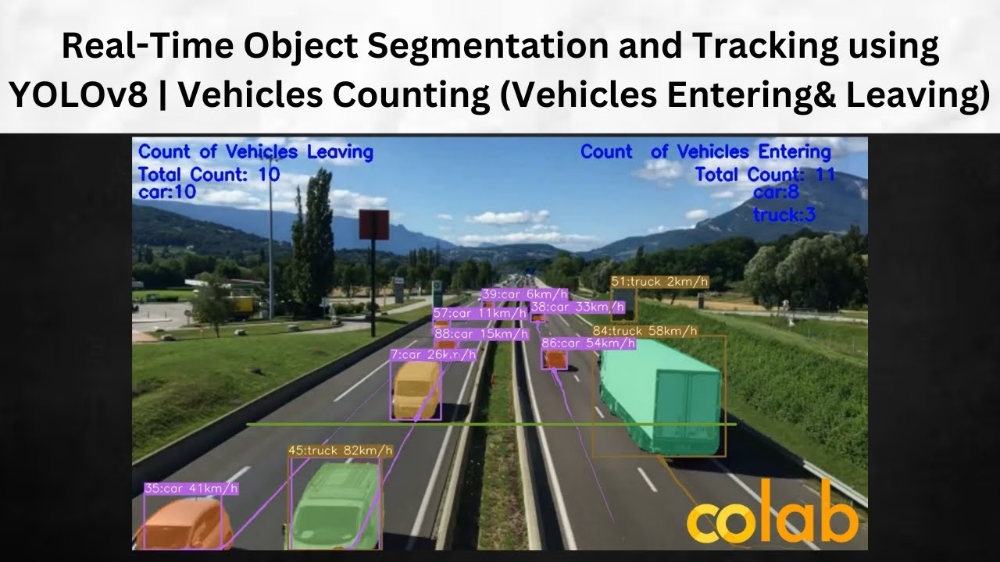 Real-Time Object Segmentation and Tracking using
YOLOv8 | Vehicles Counting (Vehicles Entering& Leaving)
Count of Vehicles Leaving
Total Count: 10
car:10
Count of Vehicles Entering
Total Count: 11
car:8
truck:3
51:truck 2km/h
39:car 6km/h
38:car 33km/h
57:car 11km/h
84:truck 58km/h
88:car 15km/h
86:car 54km/h
7:car 26km/h
45:truck 82km/h
35:car 41km/h
colab